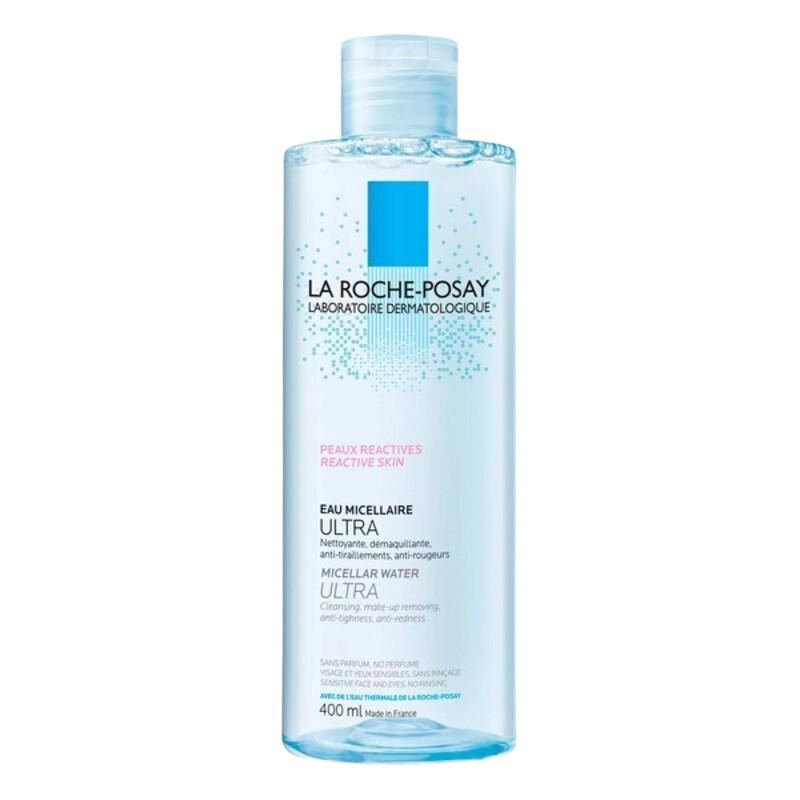 LA ROCHE-POSAY
LABORATOIRE DERMATOLOGIQUE
PEAUX REACTIVES
REACTIVE SKIN
EAU MICELLAIRE
ULTRA
Nettoyante, démaquillante,
anti-tiraillements, anti-rougeurs
MICELLAR WATER
ULTRA
Cleansing, make-up removing,
anti-tighness, anti-redness
SANS PARFUM. NO PERFUME
VISAGE ET YEUX SENSIBLES. SANS RINÇAGE
SENSITIVE FACE AND EYES. NO RINSING
AVEC DE L'EAU THERMALE DE LA ROCHE-POSAY
400 ml Made in France